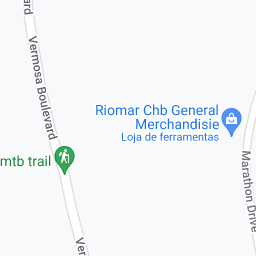 Vermosa Boulevard
Riomar Chb General
Merchandisie
Loja de ferramentas
mtb trail
Marathon Drive